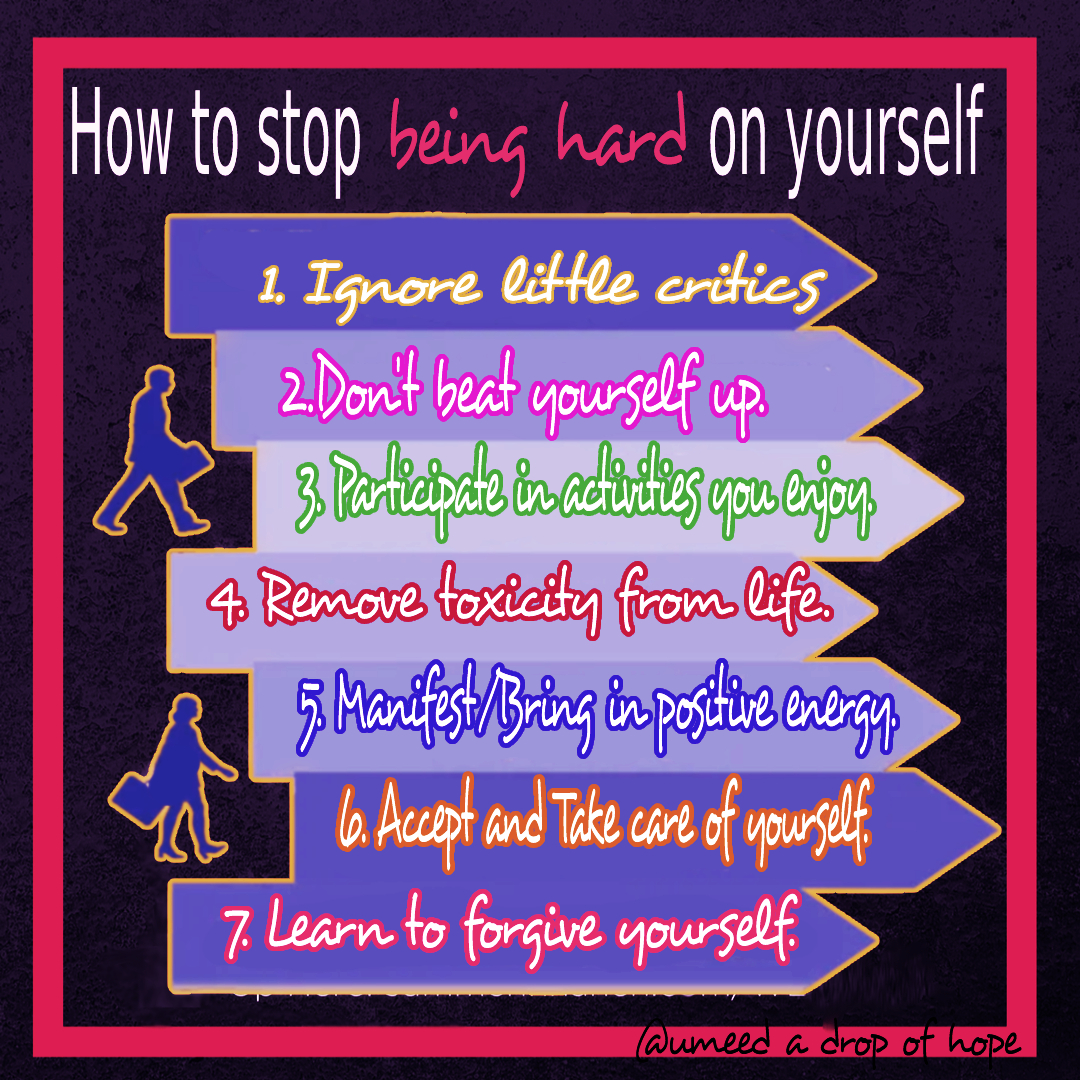 How to stop being hard on yourself
1. Ignore little critics
2.Don't beat yourself up.
3. Participate in activities you enjoy.
4. Remove toxicity from life.
5. Manifest/Bring in positive energy.
6. Accept and Take care of yourself.
7. Learn to forgive yourself.
@umeed a drop of hope